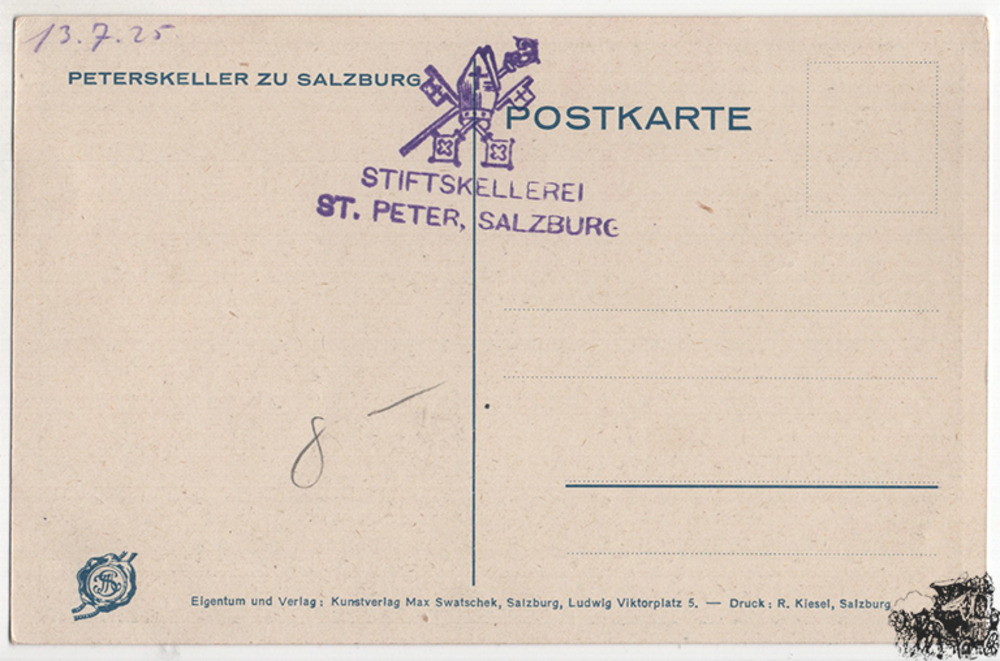 13.7.25
PETERSKELLER ZU SALZBURG
POSTKARTE
STIFTSKELLEREI
ST. PETER, SALZBURG
8 —
Eigentum und Verlag: Kunstverlag Max Swatschek, Salzburg, Ludwig Viktorplatz 5. — Druck: R. Kiesel, Salzburg